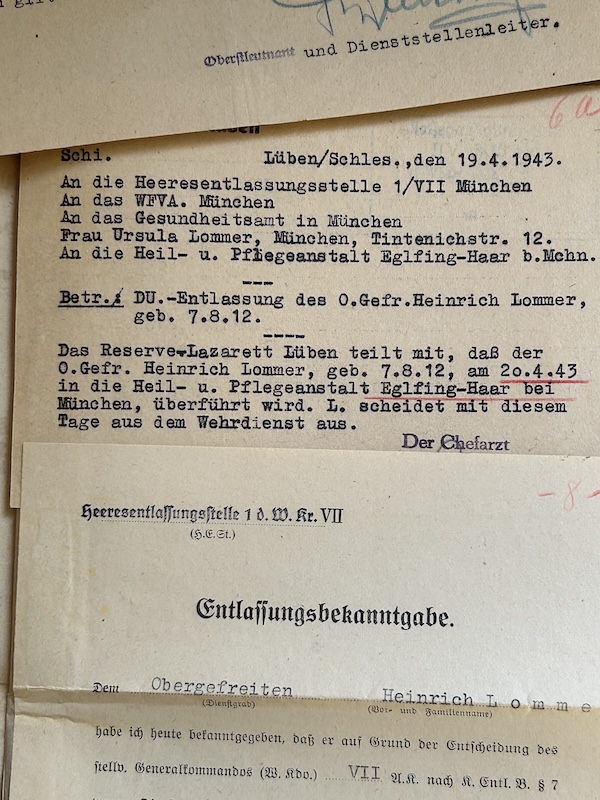 Oberstleutnant und Dienststellenleiter.
6a
Schi. Lüben/Schles.,den 19.4.1943.
An die Heeresentlassungsstelle 1/VII München
An das WFVA. München
An das Gesundheitsamt in München
Frau Ursula Lommer, München, Tintenichstr. 12.
An die Heil- u. Pflegeanstalt Eglfing-Haar b.Mchn.
Betr.: DU.-Entlassung des O.Gefr.Heinrich Lommer,
geb. 7.8.12.
Das Reserve-Lazarett Lüben teilt mit, daß der
O.Gefr. Heinrich Lommer, geb. 7.8.12, am 2o.4.43
in die Heil- u. Pflegeanstalt Eglfing-Haar bei
München, überführt wird. L. scheidet mit diesem
Tage aus dem Wehrdienst aus.
Der Chefarzt
- 8 -
Heeresentlassungsstelle 1 d. W. Kr. VII
(H.E.St.)
Entlassungsbekanntgabe.
Dem Obergefreiten Heinrich L o m m e
(Dienstgrad) (Vor- und Familienname)
habe ich heute bekanntgegeben, daß er auf Grund der Entscheidung des
stellv. Generalkommandos (W. Kdo.) VII A.K. nach K. Entl. B. § 7